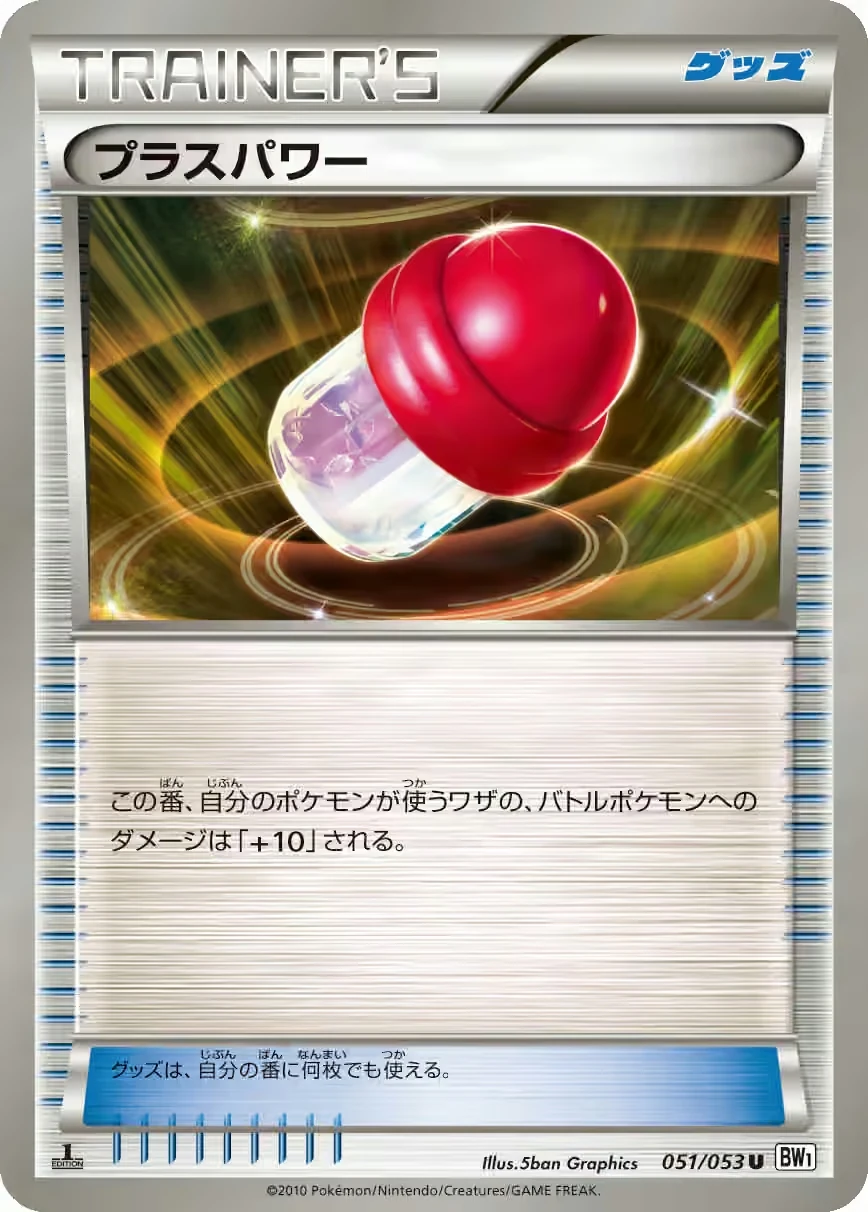 TRAINER'S
グッズ
プラスパワー
この番、自分のポケモンが使うワザの、バトルポケモンへの
ダメージは「+10」される。
グッズは、自分の番に何枚でも使える。
1 EDITION
Illus.5ban Graphics 051/053 U BW1
©2010 Pokémon/Nintendo/Creatures/GAME FREAK.